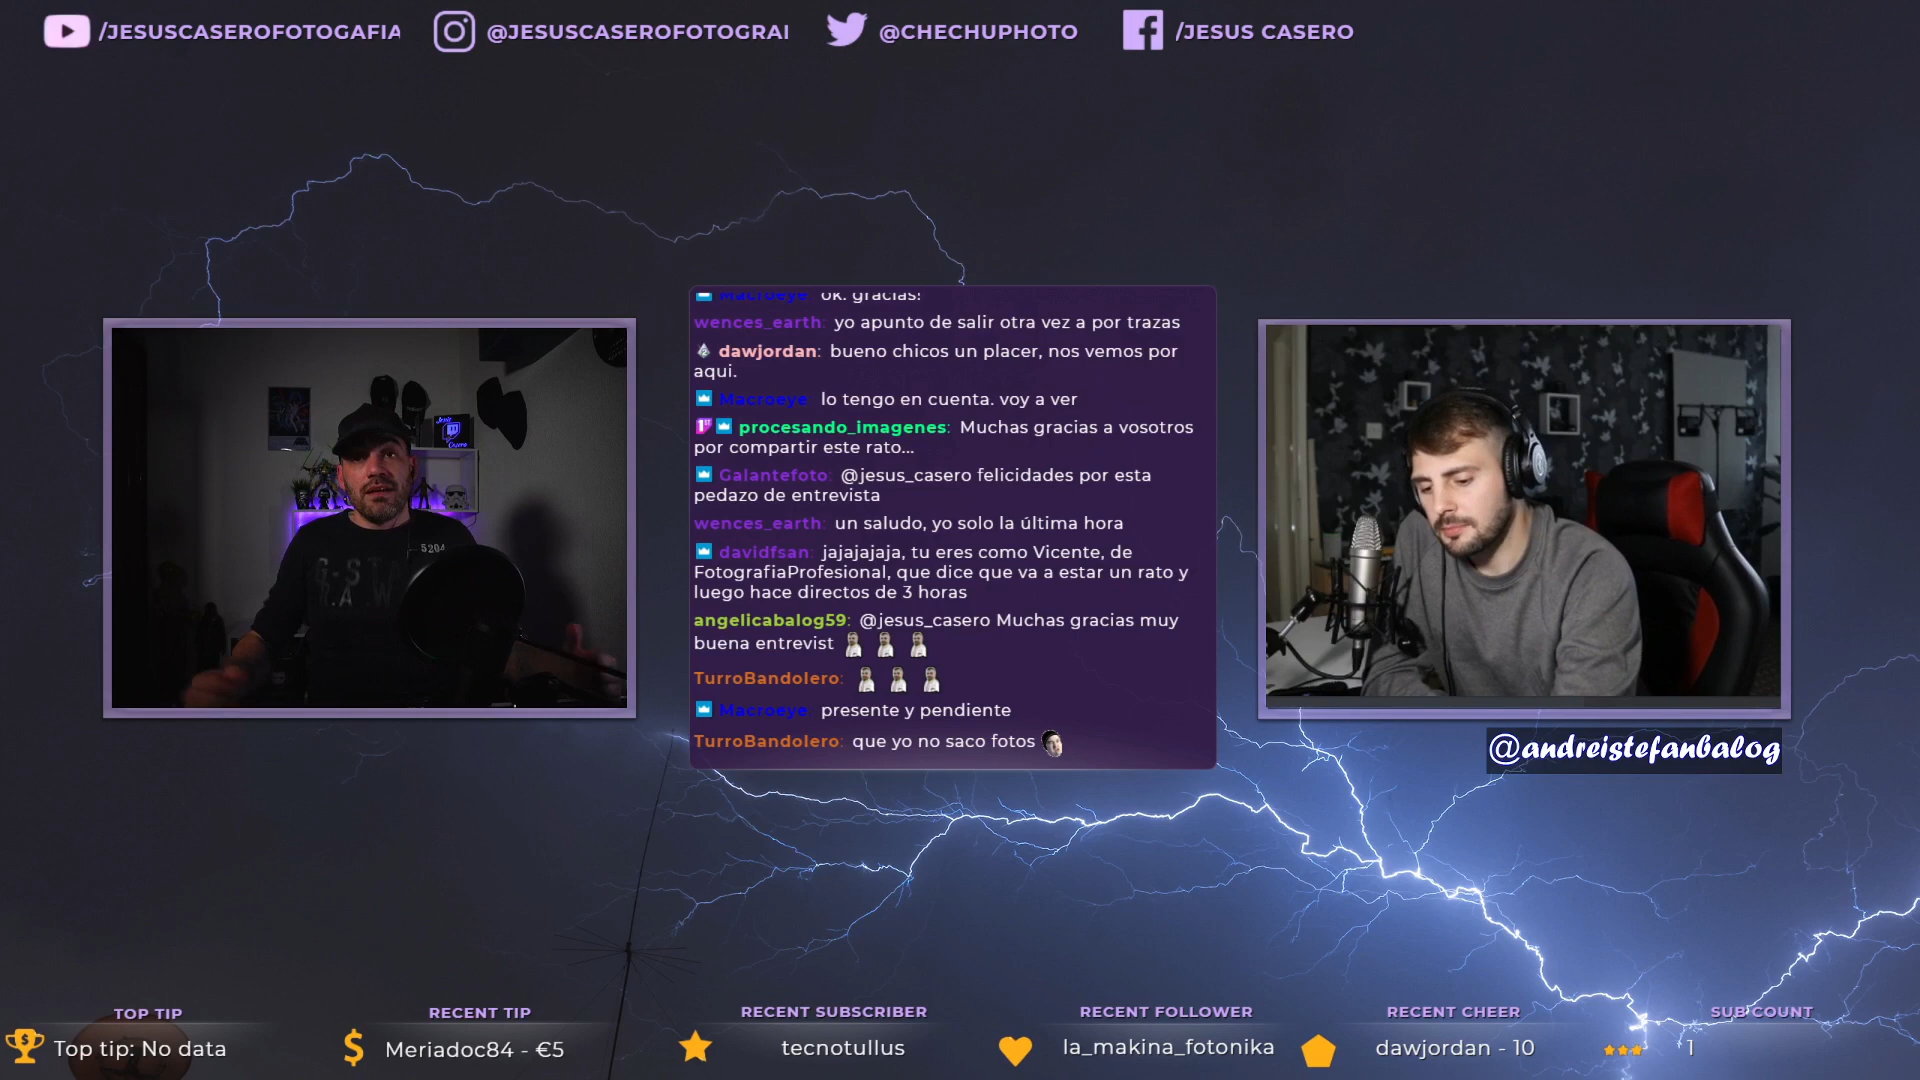 /JESUSCASEROFOTOGAFIA
@JESUSCASEROFOTOGRAI
@CHECHUPHOTO
/JESUS CASERO
Macroeye ok. gracias!
wences_earth: yo apunto de salir otra vez a por trazas
dawjordan: bueno chicos un placer, nos vemos por
aqui.
Macroeye: lo tengo en cuenta. voy a ver
procesando_imagenes: Muchas gracias a vosotros
por compartir este rato...
Galantefoto: @jesus_casero felicidades por esta
pedazo de entrevista
wences_earth: un saludo, yo solo la última hora
davidfsan: jajajajaja, tu eres como Vicente, de
FotografiaProfesional, que dice que va a estar un rato y
luego hace directos de 3 horas
angelicabalog59: @jesus_casero Muchas gracias muy
buena entrevist
TurroBandolero:
Macroeye: presente y pendiente
TurroBandolero: que yo no saco fotos
5204
@andreistefanbalog
TOP TIP
Top tip: No data
RECENT TIP
Meriadoc84 - €5
RECENT SUBSCRIBER
tecnotullus
RECENT FOLLOWER
la_makina_fotonika
RECENT CHEER
dawjordan - 10
SUB COUNT
1